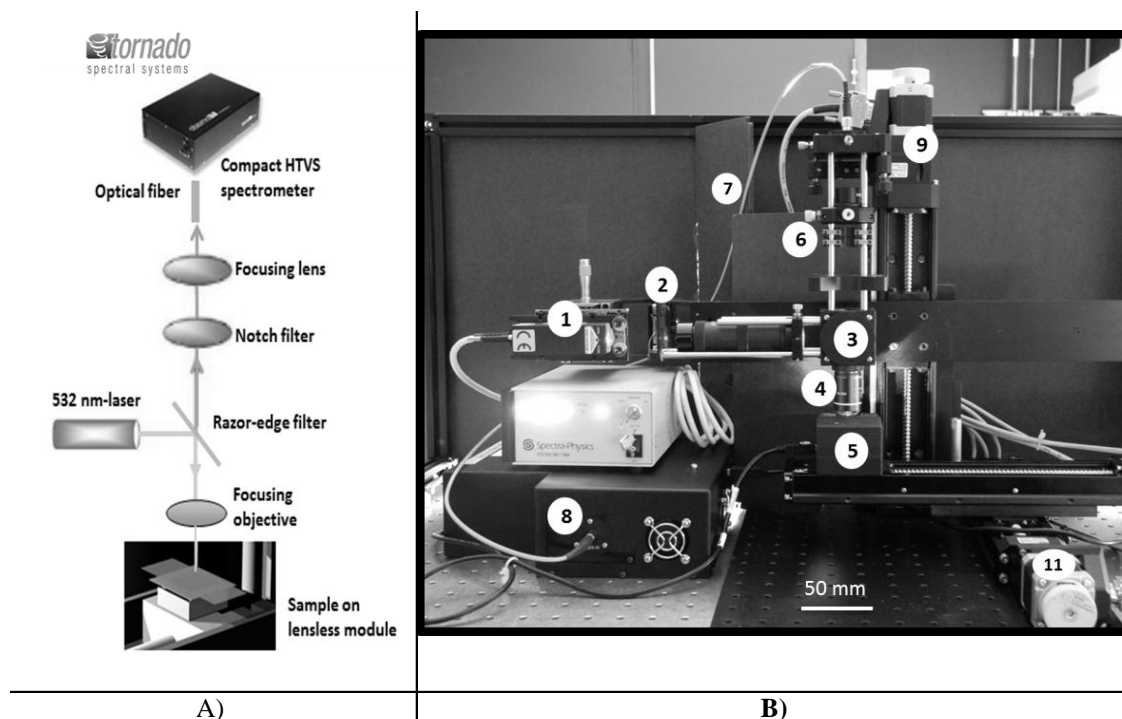 tornado
spectral systems
Compact HTVS
spectrometer
Optical fiber
Focusing lens
Notch filter
532 nm-laser
Razor-edge filter
Focusing
objective
Sample on
lensless module
A)
1
2
3
4
5
6
7
8
9
11
CE
Spectra-Physics
50 mm
B)